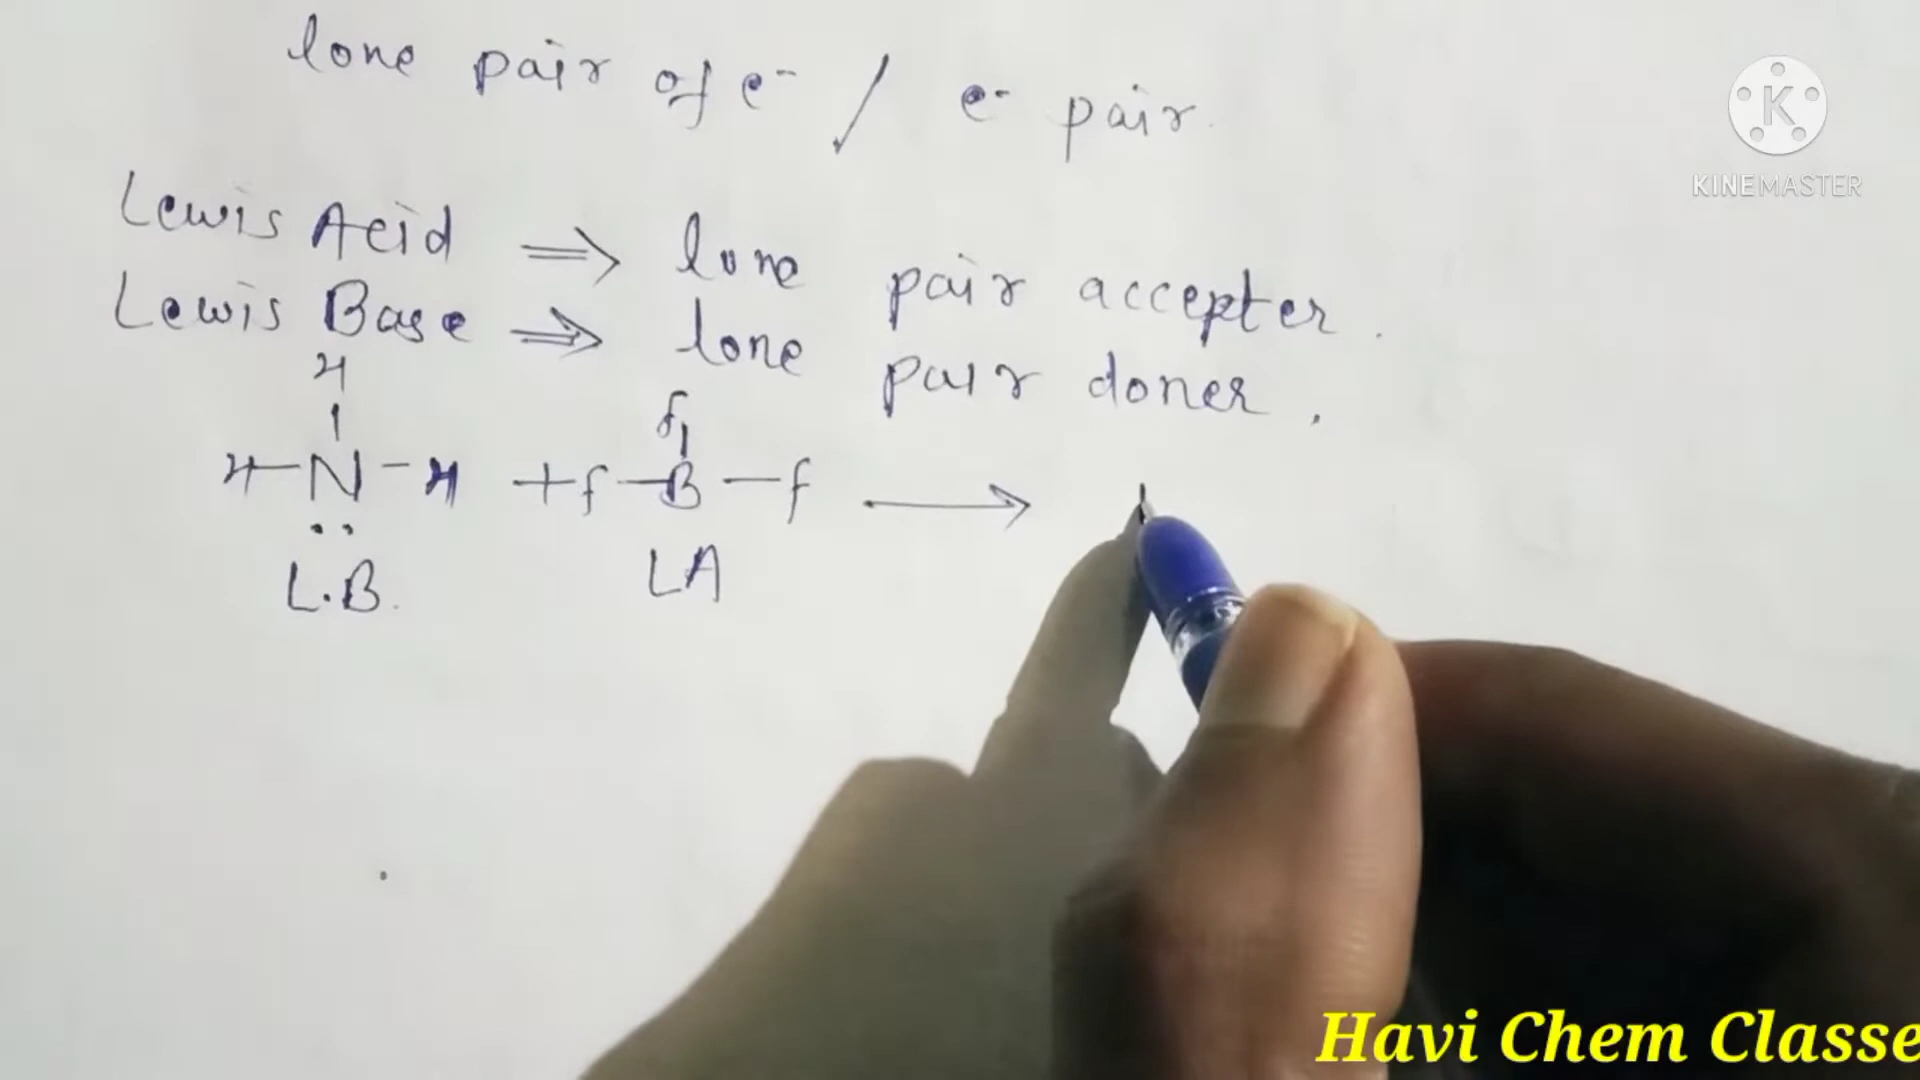 lone pair of e⁻ / e⁻ pair.
KINEMASTER
Lewis Acid ⇒ lone pair accepter.
Lewis Base ⇒ lone pair doner.
H F
H-N-H + F-B-F →
L.B. LA
Havi Chem Classe